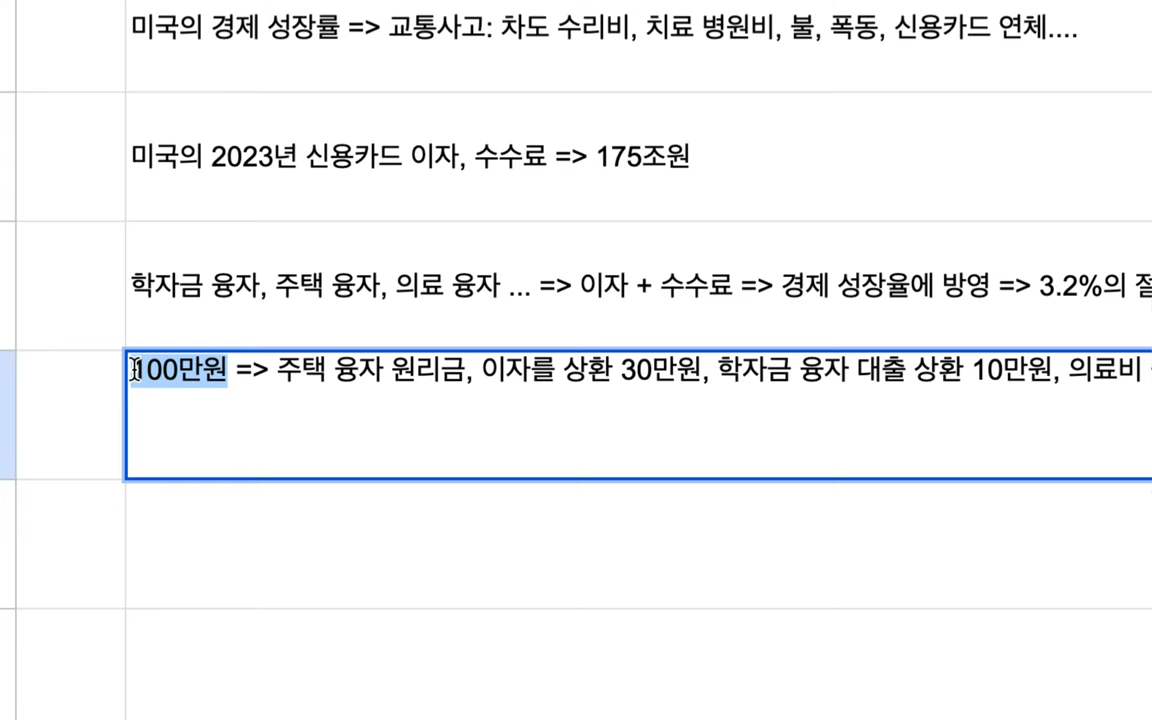 미국의 경제 성장률 => 교통사고: 차도 수리비, 치료 병원비, 불, 폭동, 신용카드 연체....
미국의 2023년 신용카드 이자, 수수료 => 175조원
학자금 융자, 주택 융자, 의료 융자 ... => 이자 + 수수료 => 경제 성장율에 방영 => 3.2%의
100만원 => 주택 융자 원리금, 이자를 상환 30만원, 학자금 융자 대출 상환 10만원, 의료비